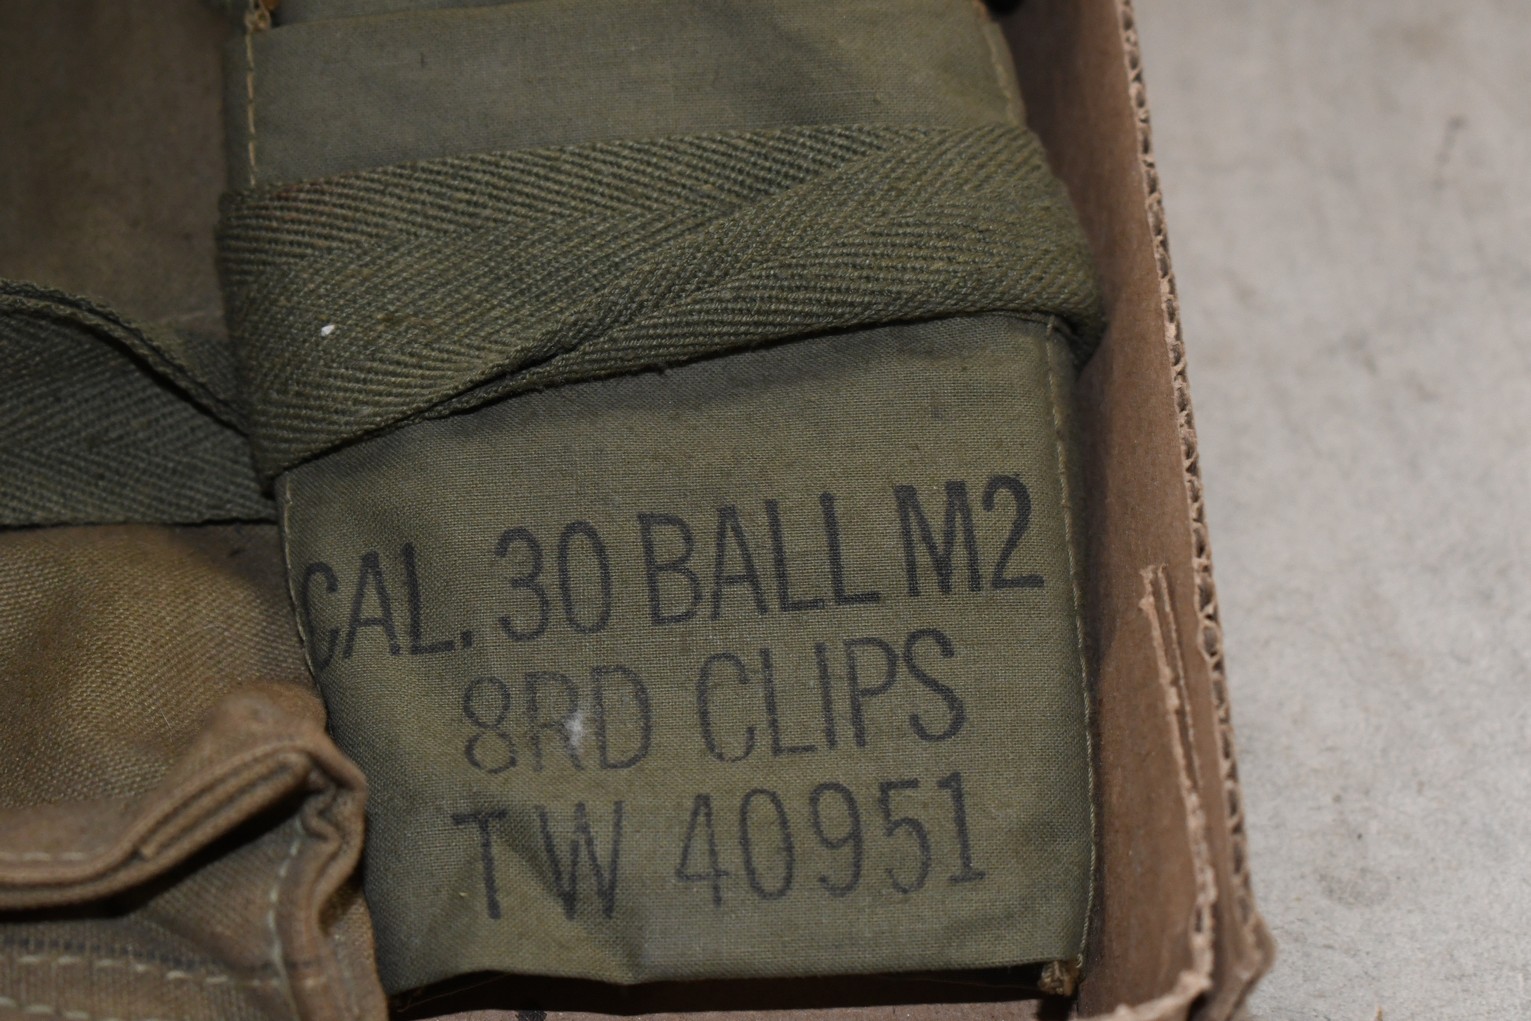 CAL. 30 BALL M2
8RD CLIPS
TW 40951